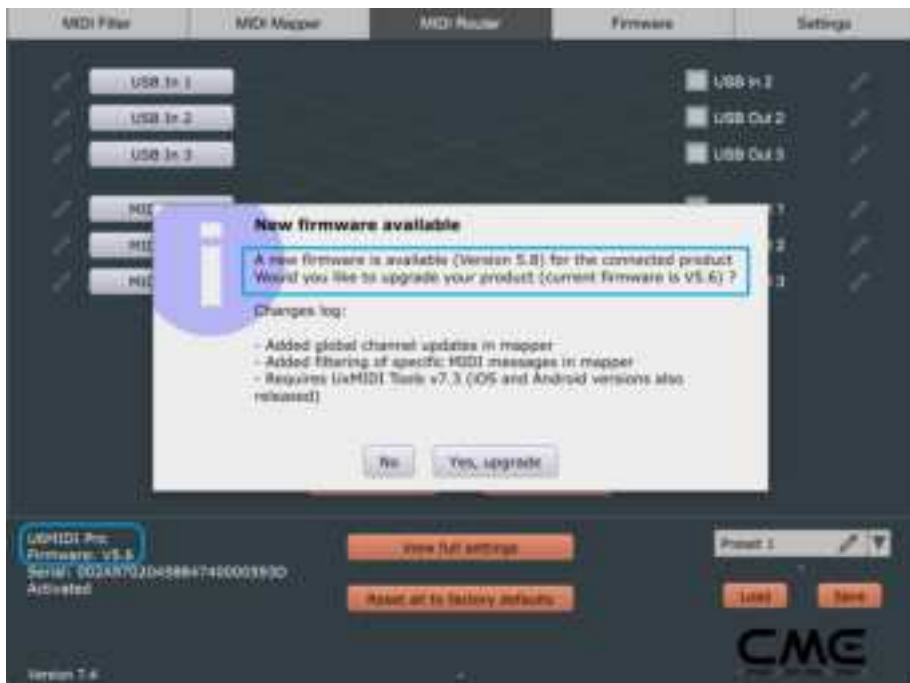 MIDI Filter
MIDI Mapper
MIDI Router
Firmware
Settings
USB In 1
USB In 2
USB In 3
USB Out 2
USB Out 3
New firmware available
A new firmware is available (Version 5.8) for the connected product
Would you like to upgrade your product (current firmware is V5.6) ?
Changes log:
- Added global channel updates in mapper
- Added filtering of specific MIDI messages in mapper
- Requires UxMIDI Tools v7.3 (iOS and Android versions also
released)
No
Yes, upgrade
U6MIDI Pro
Firmware: V5.6
Serial:
Activated
View full settings
Reset all to factory defaults
Preset 1
Load
Save
CME
Version 7.4